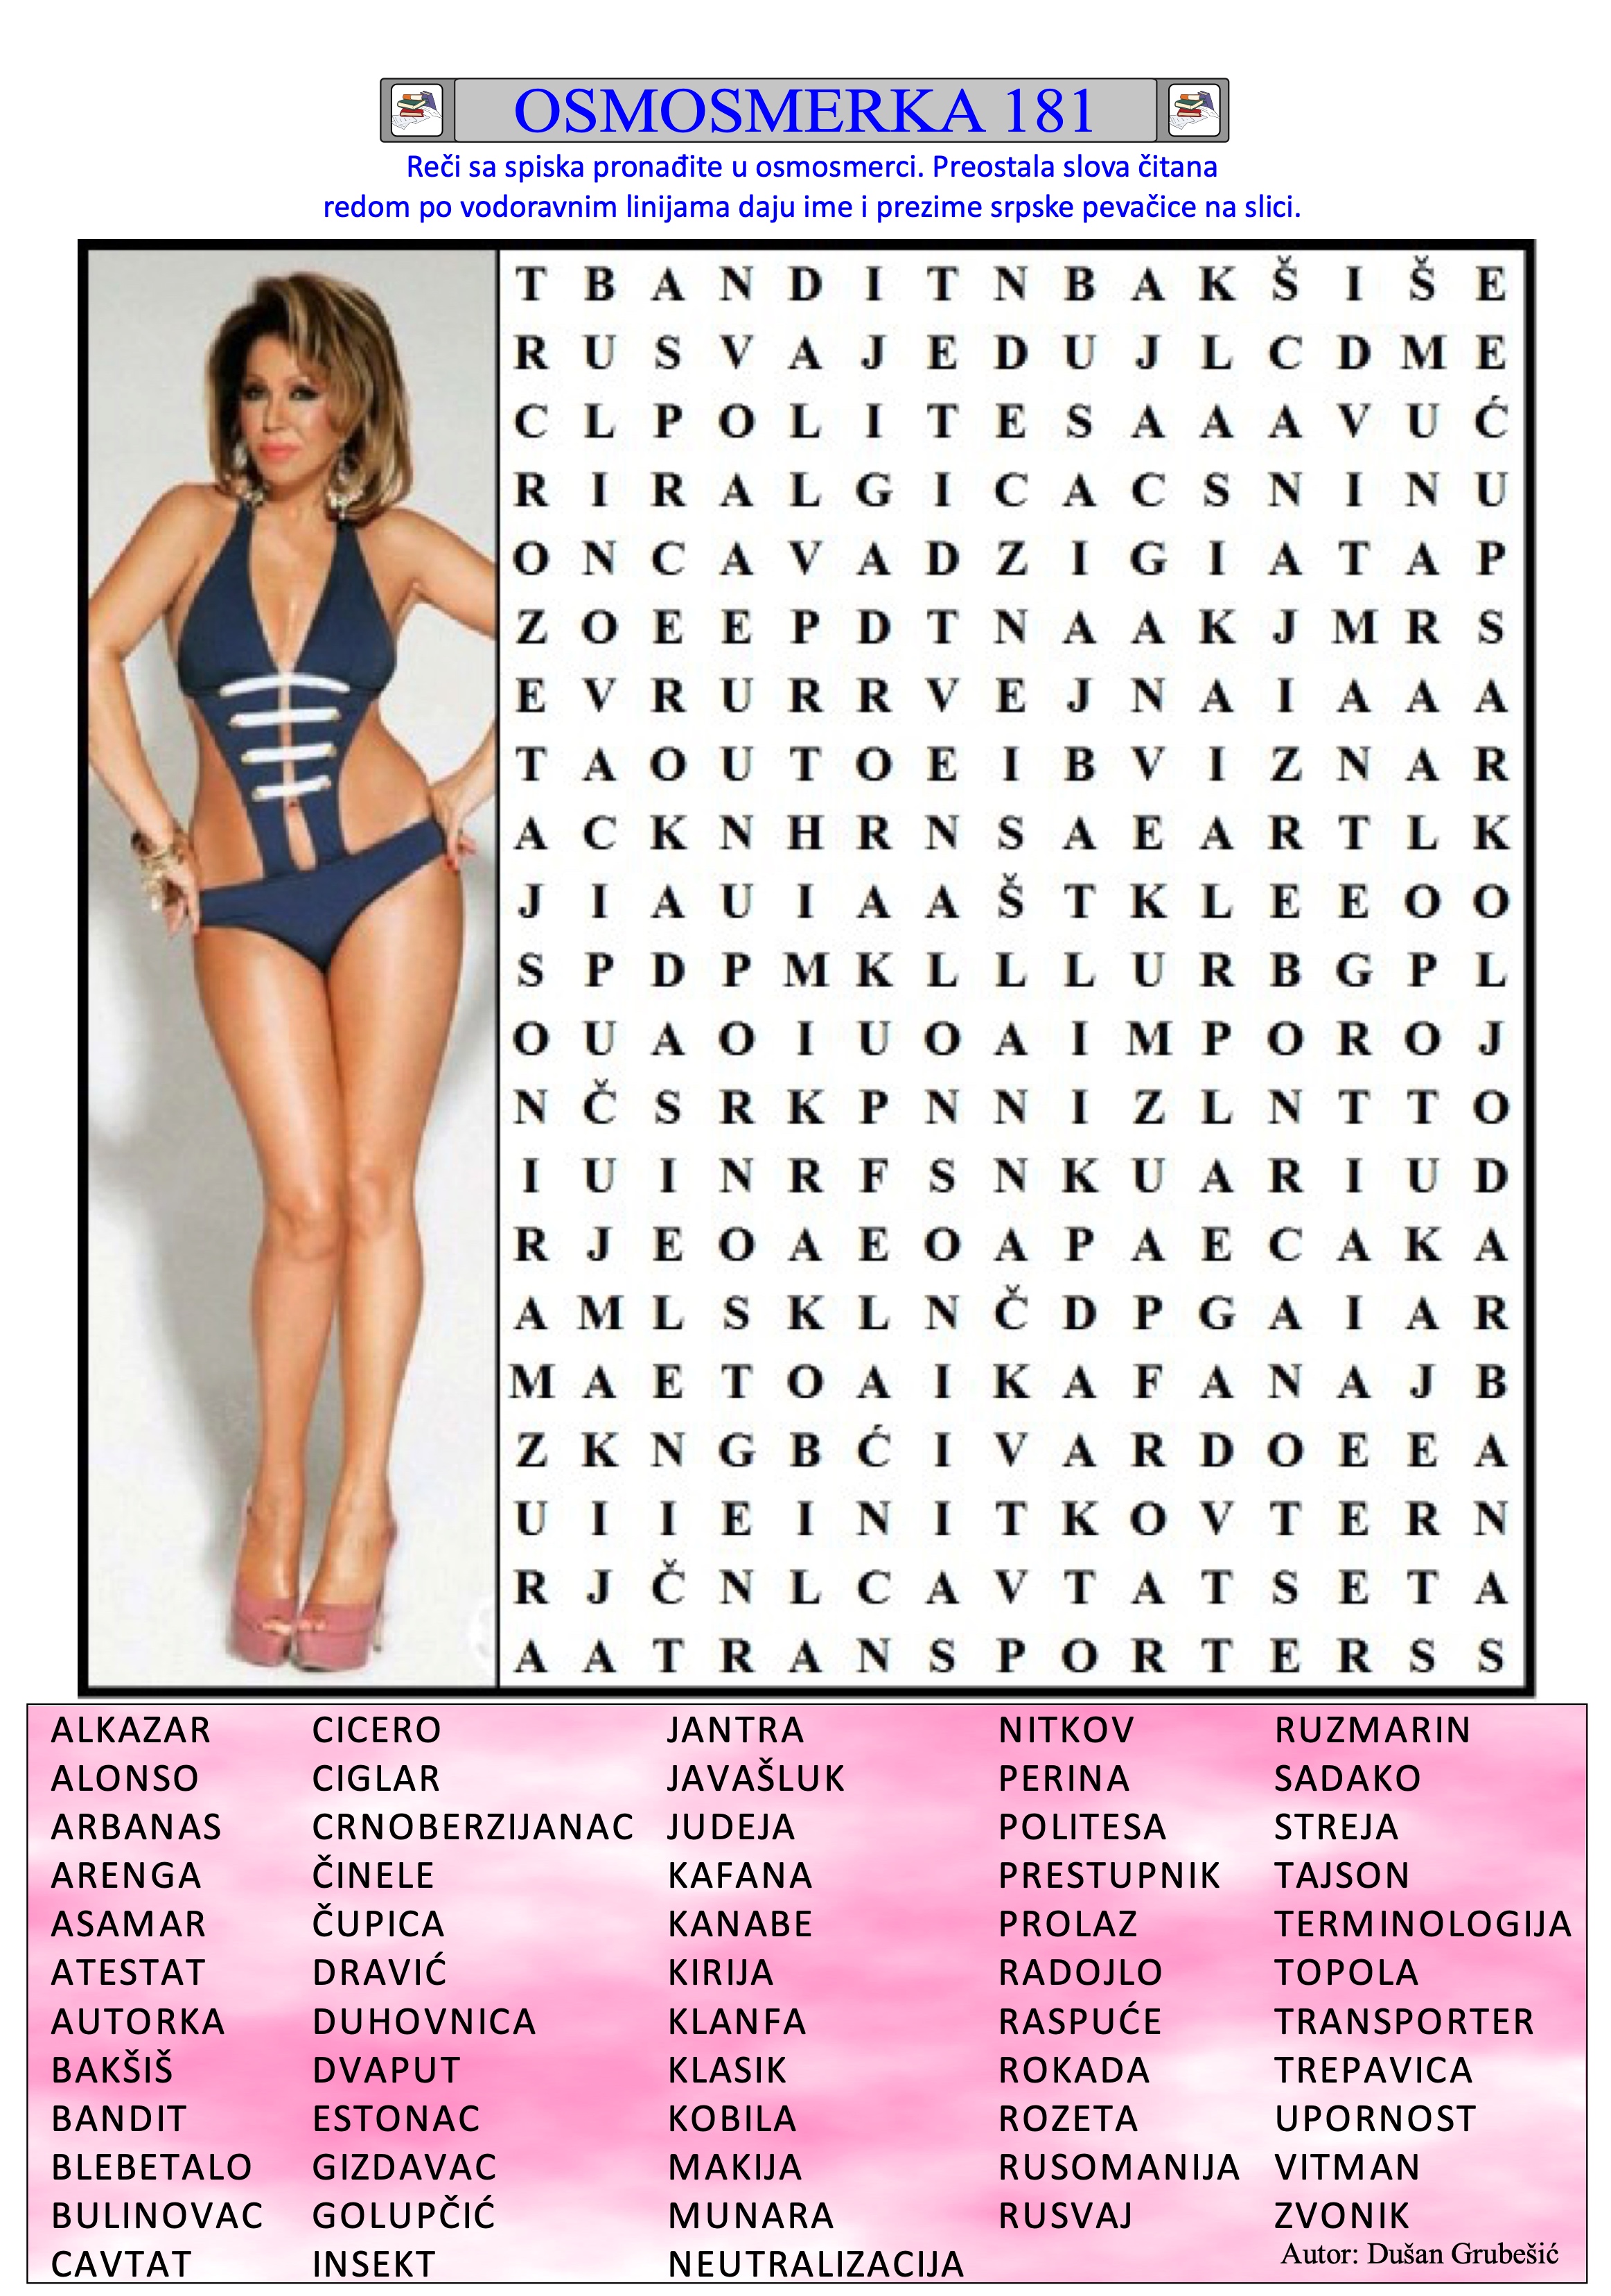 OSMOSMERKA 181
Reči sa spiska pronađite u osmosmerci. Preostala slova čitana
redom po vodoravnim linijama daju ime i prezime srpske pevačice na slici.
T B A N D I T N B A K Š I Š E
R U S V A J E D U J L C D M E
C L P O L I T E S A A A V U Ć
R I R A L G I C A C S N I N U
O N C A V A D Z I G I A T A P
Z O E E P D T N A A K J M R S
E V R U R R V E J N A I A A A
T A O U T O E I B V I Z N A R
A C K N H R N S A E A R T L K
J I A U I A A Š T K L E E O O
S P D P M K L L L U R B G P L
O U A O I U O A I M P O R O J
N Č S R K P N N I Z L N T T O
I U I N R F S N K U A R I U D
R J E O A E O A P A E C A K A
A M L S K L N Č D P G A I A R
M A E T O A I K A F A N A J B
Z K N G B Ć I V A R D O E E A
U I I E I N I T K O V T E R N
R J Č N L C A V T A T S E T A
A A T R A N S P O R T E R S S
ALKAZAR CICERO JANTRA NITKOV RUZMARIN
ALONSO CIGLAR JAVAŠLUK PERINA SADAKO
ARBANAS CRNOBERZIJANAC JUDEJA POLITESA STREJA
ARENGA ČINELE KAFANA PRESTUPNIK TAJSON
ASAMAR ČUPICA KANABE PROLAZ TERMINOLOGIJA
ATESTAT DRAVIĆ KIRIJA RADOJLO TOPOLA
AUTORKA DUHOVNICA KLANFA RASPUĆE TRANSPORTER
BAKŠIŠ DVAPUT KLASIK ROKADA TREPAVICA
BANDIT ESTONAC KOBILA ROZETA UPORNOST
BLEBETALO GIZDAVAC MAKIJA RUSOMANIJA VITMAN
BULINOVAC GOLUPČIĆ MUNARA RUSVAJ ZVONIK
CAVTAT INSEKT NEUTRALIZACIJA Autor: Dušan Grubešić